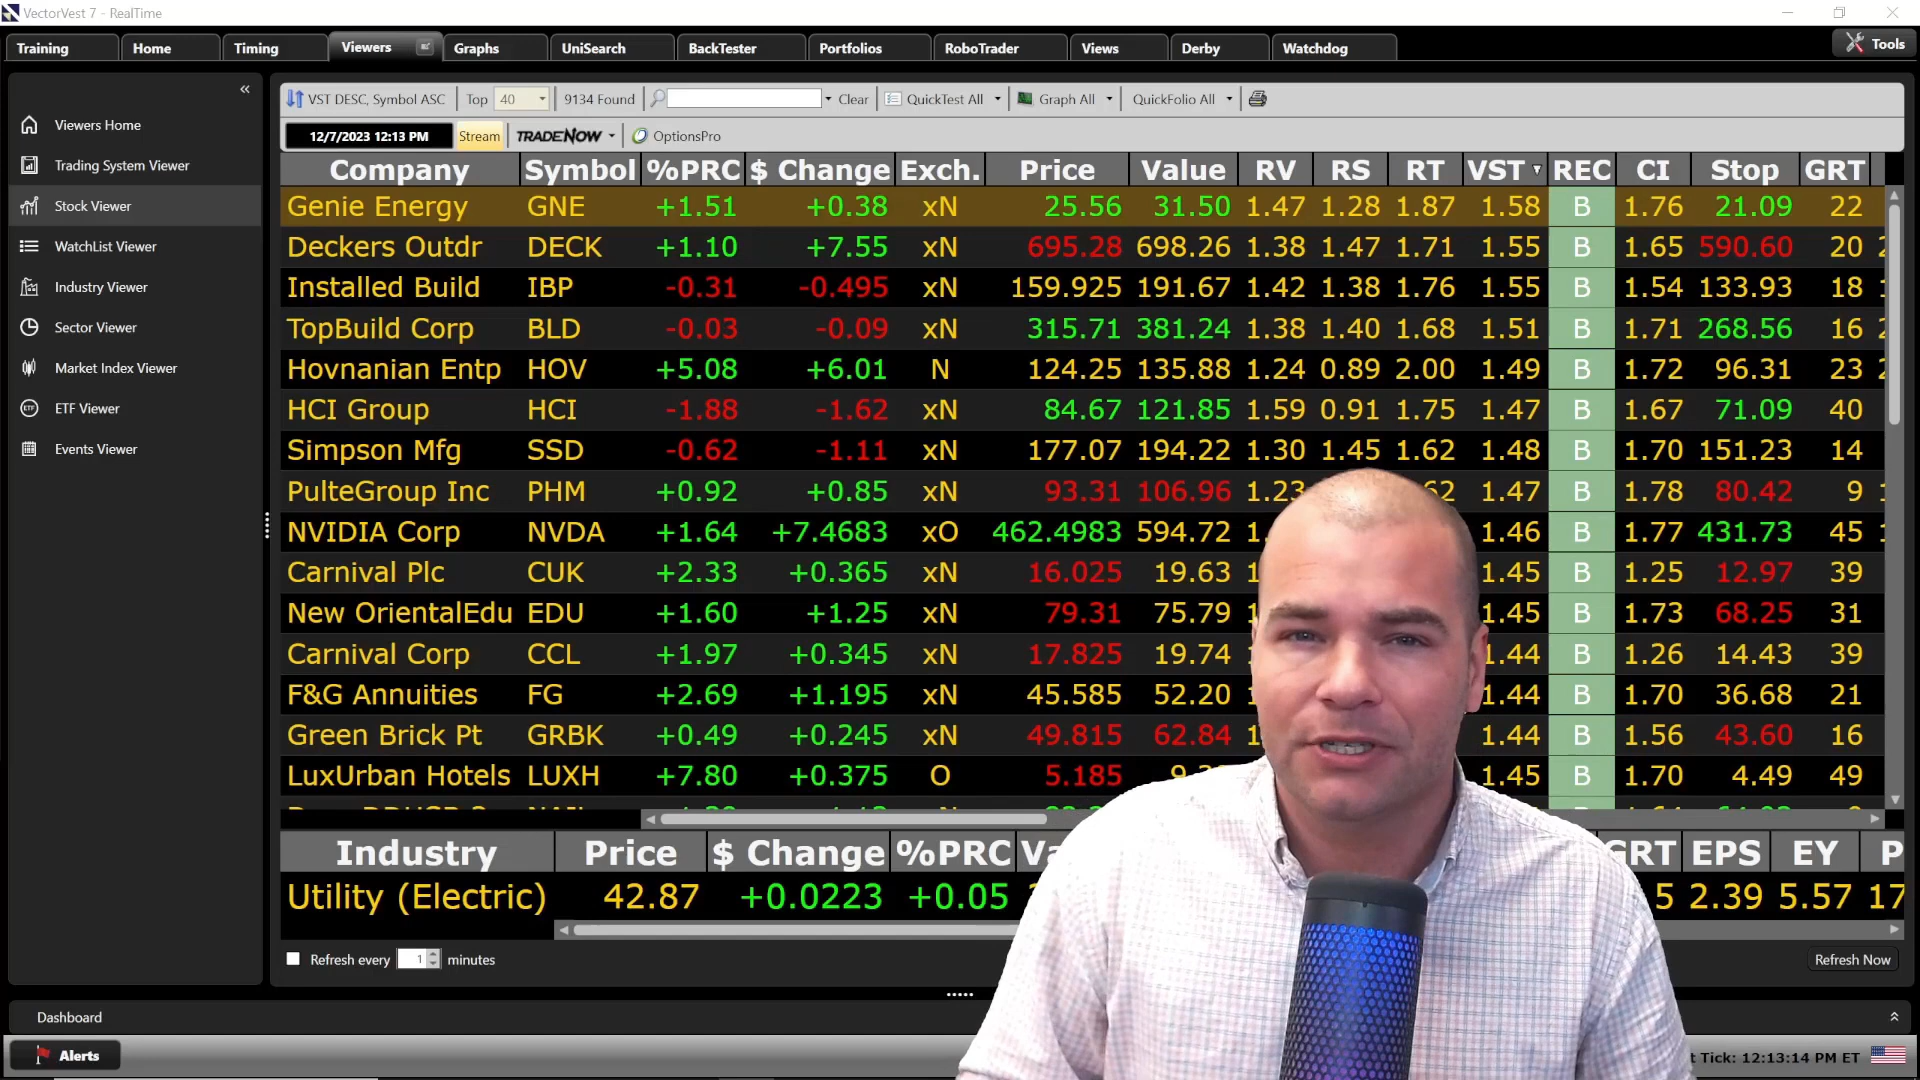 VectorVest 7 - RealTime
Training Home Timing Viewers Graphs UniSearch BackTester Portfolios RoboTrader Views Derby Watchdog Tools
VST DESC, Symbol ASC Top 40 9134 Found Clear QuickTest All Graph All QuickFolio All
12/7/2023 12:13 PM Stream TRADENOW OptionsPro
Viewers Home
Trading System Viewer
Stock Viewer
WatchList Viewer
Industry Viewer
Sector Viewer
Market Index Viewer
ETF Viewer
Events Viewer
Company Symbol %PRC $ Change Exch. Price Value RV RS RT VST REC CI Stop GRT
Genie Energy GNE +1.51 +0.38 xN 25.56 31.50 1.47 1.28 1.87 1.58 B 1.76 21.09 22
Deckers Outdr DECK +1.10 +7.55 xN 695.28 698.26 1.38 1.47 1.71 1.55 B 1.65 590.60 20
Installed Build IBP -0.31 -0.495 xN 159.925 191.67 1.42 1.38 1.76 1.55 B 1.54 133.93 18
TopBuild Corp BLD -0.03 -0.09 xN 315.71 381.24 1.38 1.40 1.68 1.51 B 1.71 268.56 16
Hovnanian Entp HOV +5.08 +6.01 N 124.25 135.88 1.24 0.89 2.00 1.49 B 1.72 96.31 23
HCI Group HCI -1.88 -1.62 xN 84.67 121.85 1.59 0.91 1.75 1.47 B 1.67 71.09 40
Simpson Mfg SSD -0.62 -1.11 xN 177.07 194.22 1.30 1.45 1.62 1.48 B 1.70 151.23 14
PulteGroup Inc PHM +0.92 +0.85 xN 93.31 106.96 1.23 1.47 B 1.78 80.42 9
NVIDIA Corp NVDA +1.64 +7.4683 xO 462.4983 594.72 1.46 B 1.77 431.73 45
Carnival Plc CUK +2.33 +0.365 xN 16.025 19.63 1.45 B 1.25 12.97 39
New OrientalEdu EDU +1.60 +1.25 xN 79.31 75.79 1.45 B 1.73 68.25 31
Carnival Corp CCL +1.97 +0.345 xN 17.825 19.74 1.44 B 1.26 14.43 39
F&G Annuities FG +2.69 +1.195 xN 45.585 52.20 1.44 B 1.70 36.68 21
Green Brick Pt GRBK +0.49 +0.245 xN 49.815 62.84 1.44 B 1.56 43.60 16
LuxUrban Hotels LUXH +7.80 +0.375 O 5.185 1.45 B 1.70 4.49 49
Industry Price $ Change %PRC GRT EPS EY P
Utility (Electric) 42.87 +0.0223 +0.05 5 2.39 5.57 17
Refresh every 1 minutes Refresh Now
Dashboard
Alerts t Tick: 12:13:14 PM ET